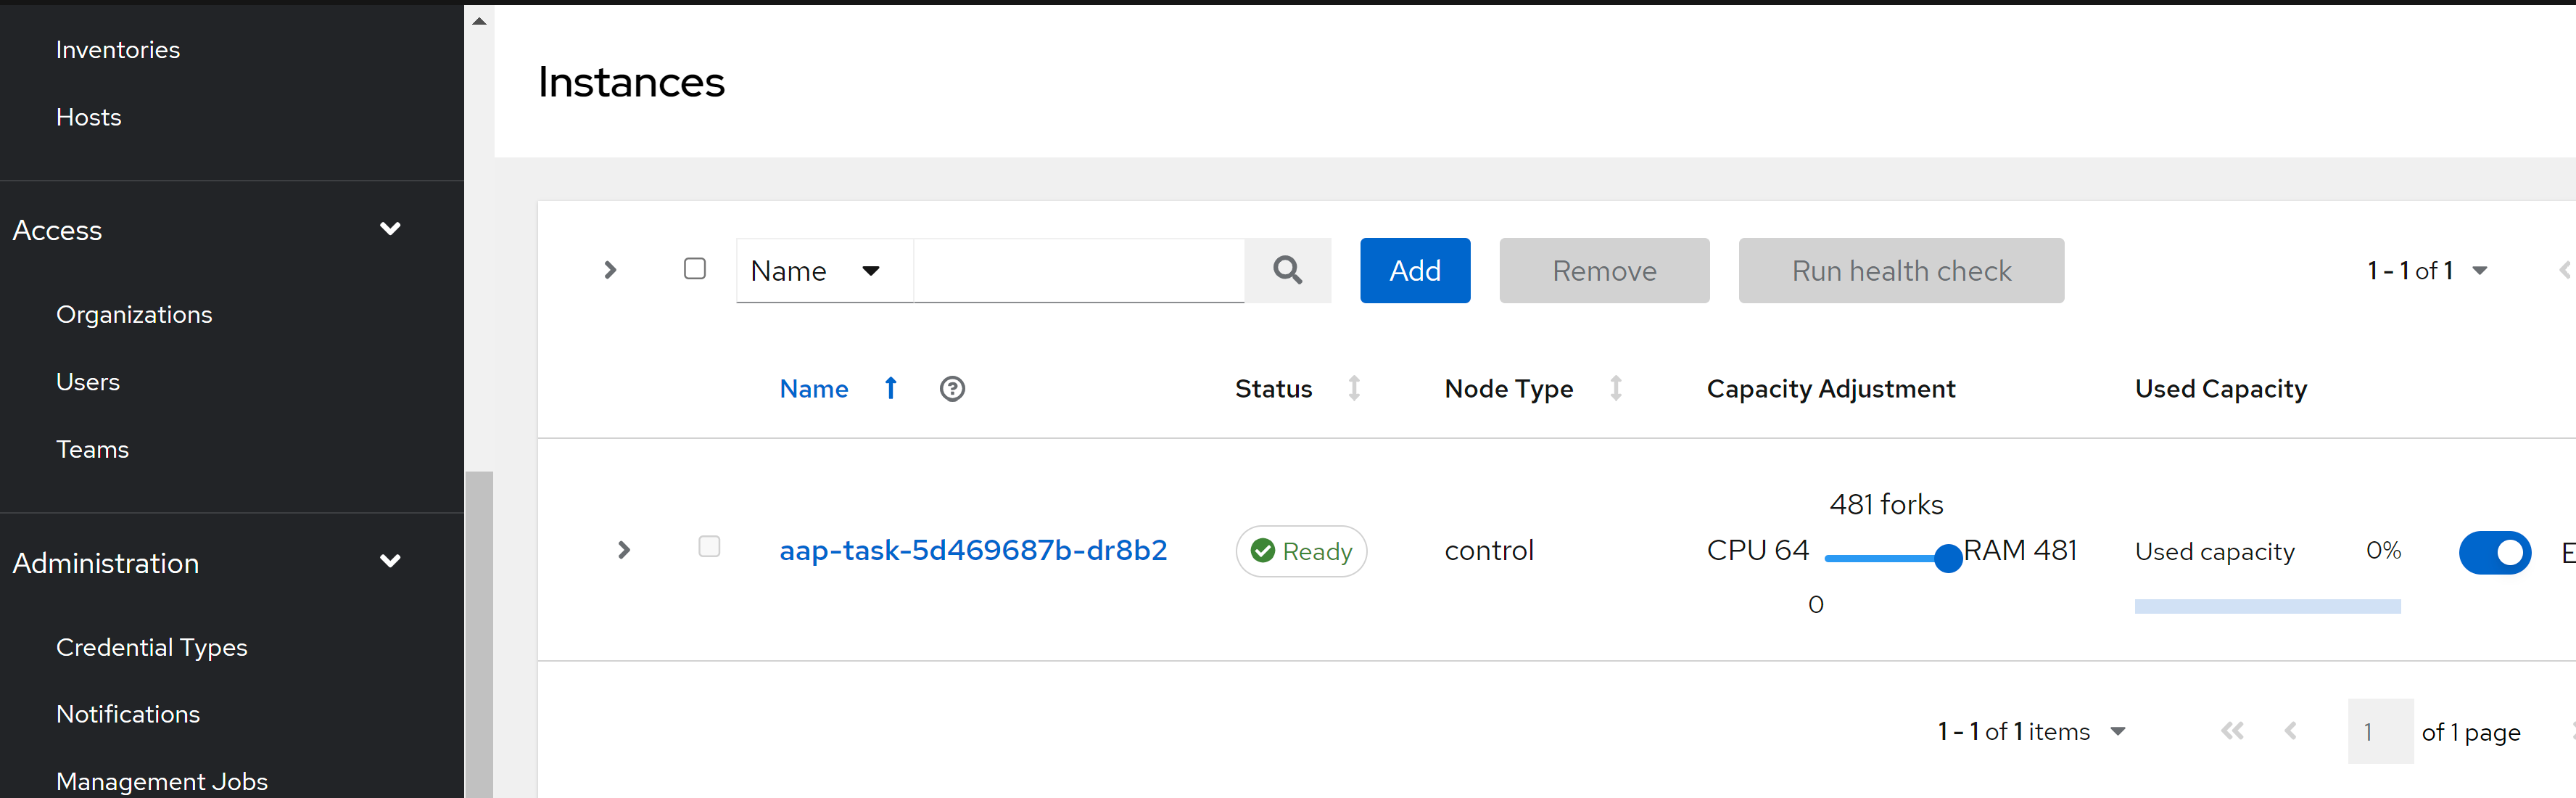 Inventories
Hosts
Access
Organizations
Users
Teams
Administration
Credential Types
Notifications
Management Jobs
Instances
Name
Add
Remove
Run health check
1 - 1 of 1
Name
Status
Node Type
Capacity Adjustment
Used Capacity
aap-task-5d469687b-dr8b2
Ready
control
481 forks
CPU 64
RAM 481
0
Used capacity
0%
1 - 1 of 1 items
1
of 1 page